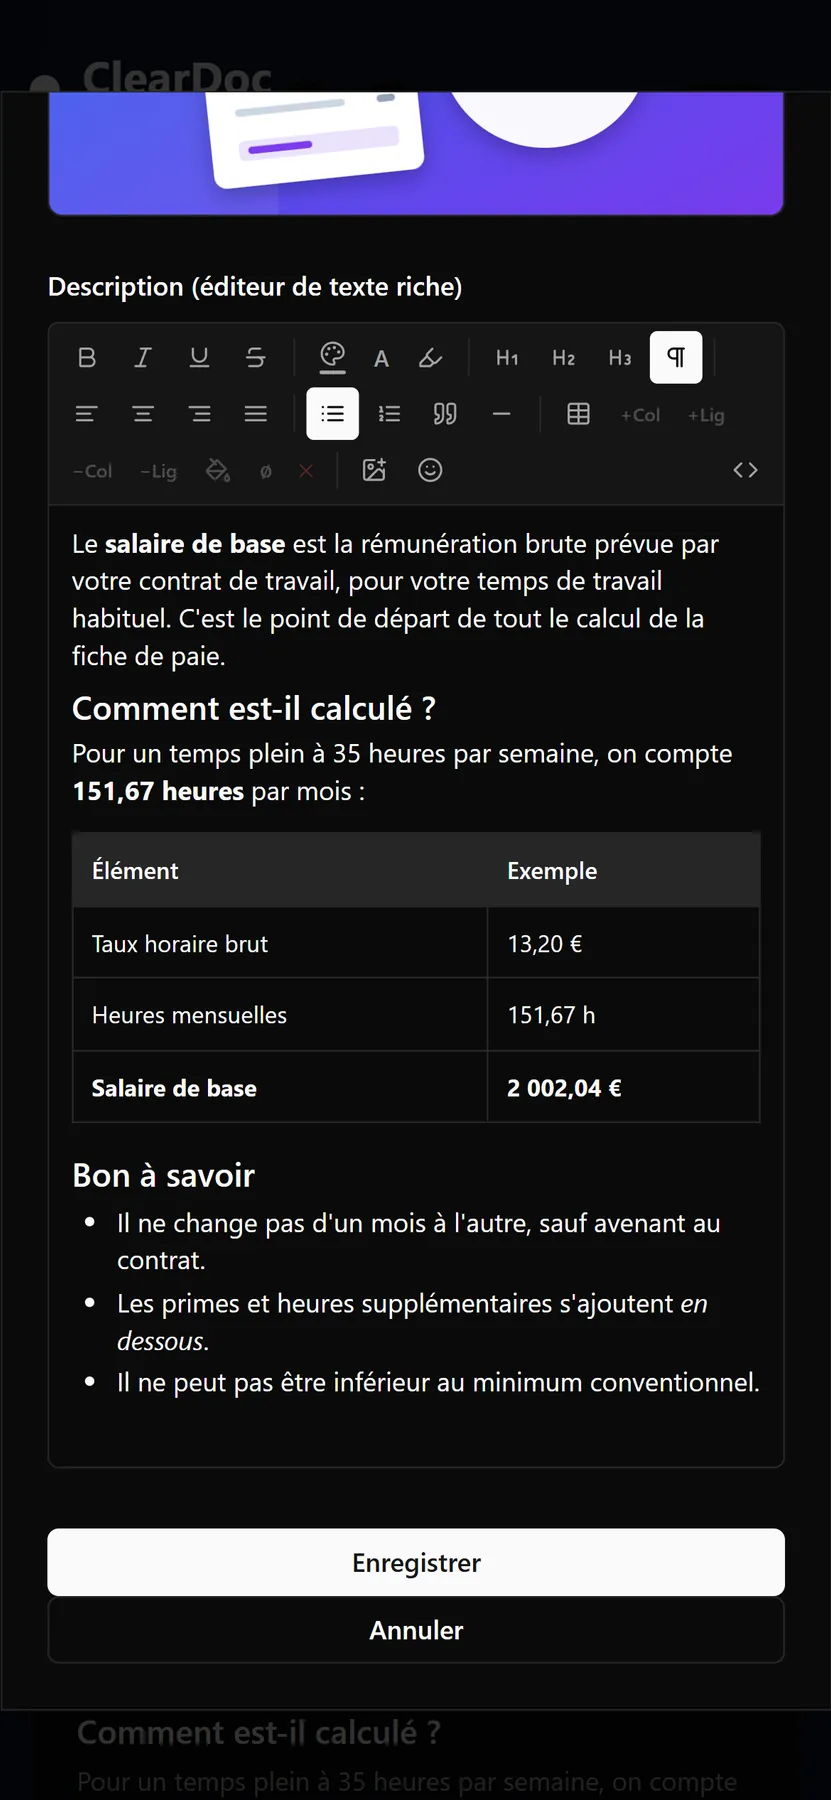 ClearDoc
Description (éditeur de texte riche)
B I U S A H1 H2 H3 ¶
+Col +Lig
−Col −Lig ø ×
Le salaire de base est la rémunération brute prévue par
votre contrat de travail, pour votre temps de travail
habituel. C'est le point de départ de tout le calcul de la
fiche de paie.
Comment est-il calculé ?
Pour un temps plein à 35 heures par semaine, on compte
151,67 heures par mois :
Élément Exemple
Taux horaire brut 13,20 €
Heures mensuelles 151,67 h
Salaire de base 2 002,04 €
Bon à savoir
• Il ne change pas d'un mois à l'autre, sauf avenant au
contrat.
• Les primes et heures supplémentaires s'ajoutent en
dessous.
• Il ne peut pas être inférieur au minimum conventionnel.
Enregistrer
Annuler
Comment est-il calculé ?
Pour un temps plein à 35 heures par semaine, on compte